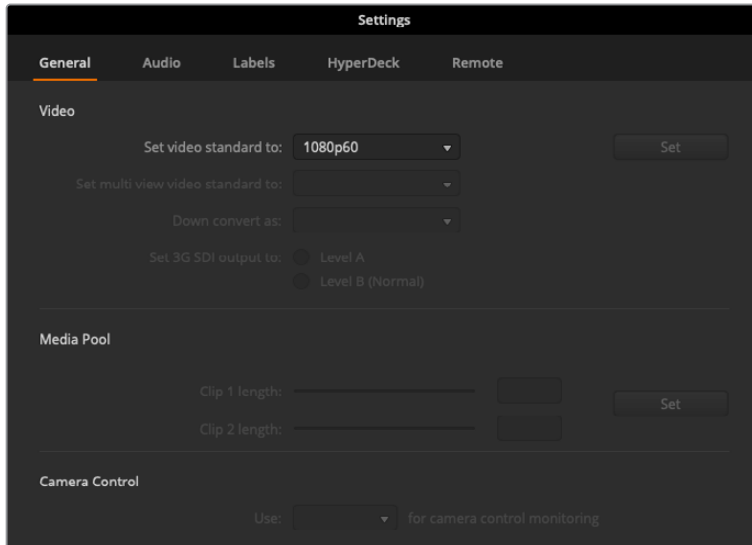 Settings
General Audio Labels HyperDeck Remote
Video
Set video standard to: 1080p60 Set
Set multi view video standard to:
Down convert as:
Set 3G SDI output to: Level A
Level B (Normal)
Media Pool
Clip 1 length:
Set
Clip 2 length:
Camera Control
Use: for camera control monitoring